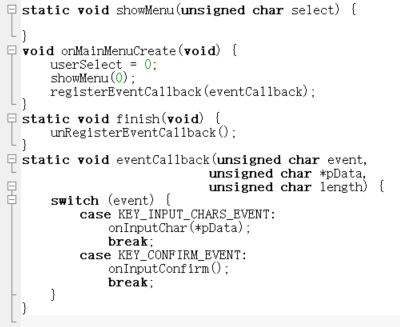 static void showMenu(unsigned char select) {
}
void onMainMenuCreate(void) {
userSelect = 0;
showMenu(0);
registerEventCallback(eventCallback);
}
static void finish(void) {
unRegisterEventCallback();
}
static void eventCallback(unsigned char event,
unsigned char *pData,
unsigned char length) {
switch (event) {
case KEY_INPUT_CHARS_EVENT:
onInputChar(*pData);
break;
case KEY_CONFIRM_EVENT:
onInputConfirm();
break;
}
}